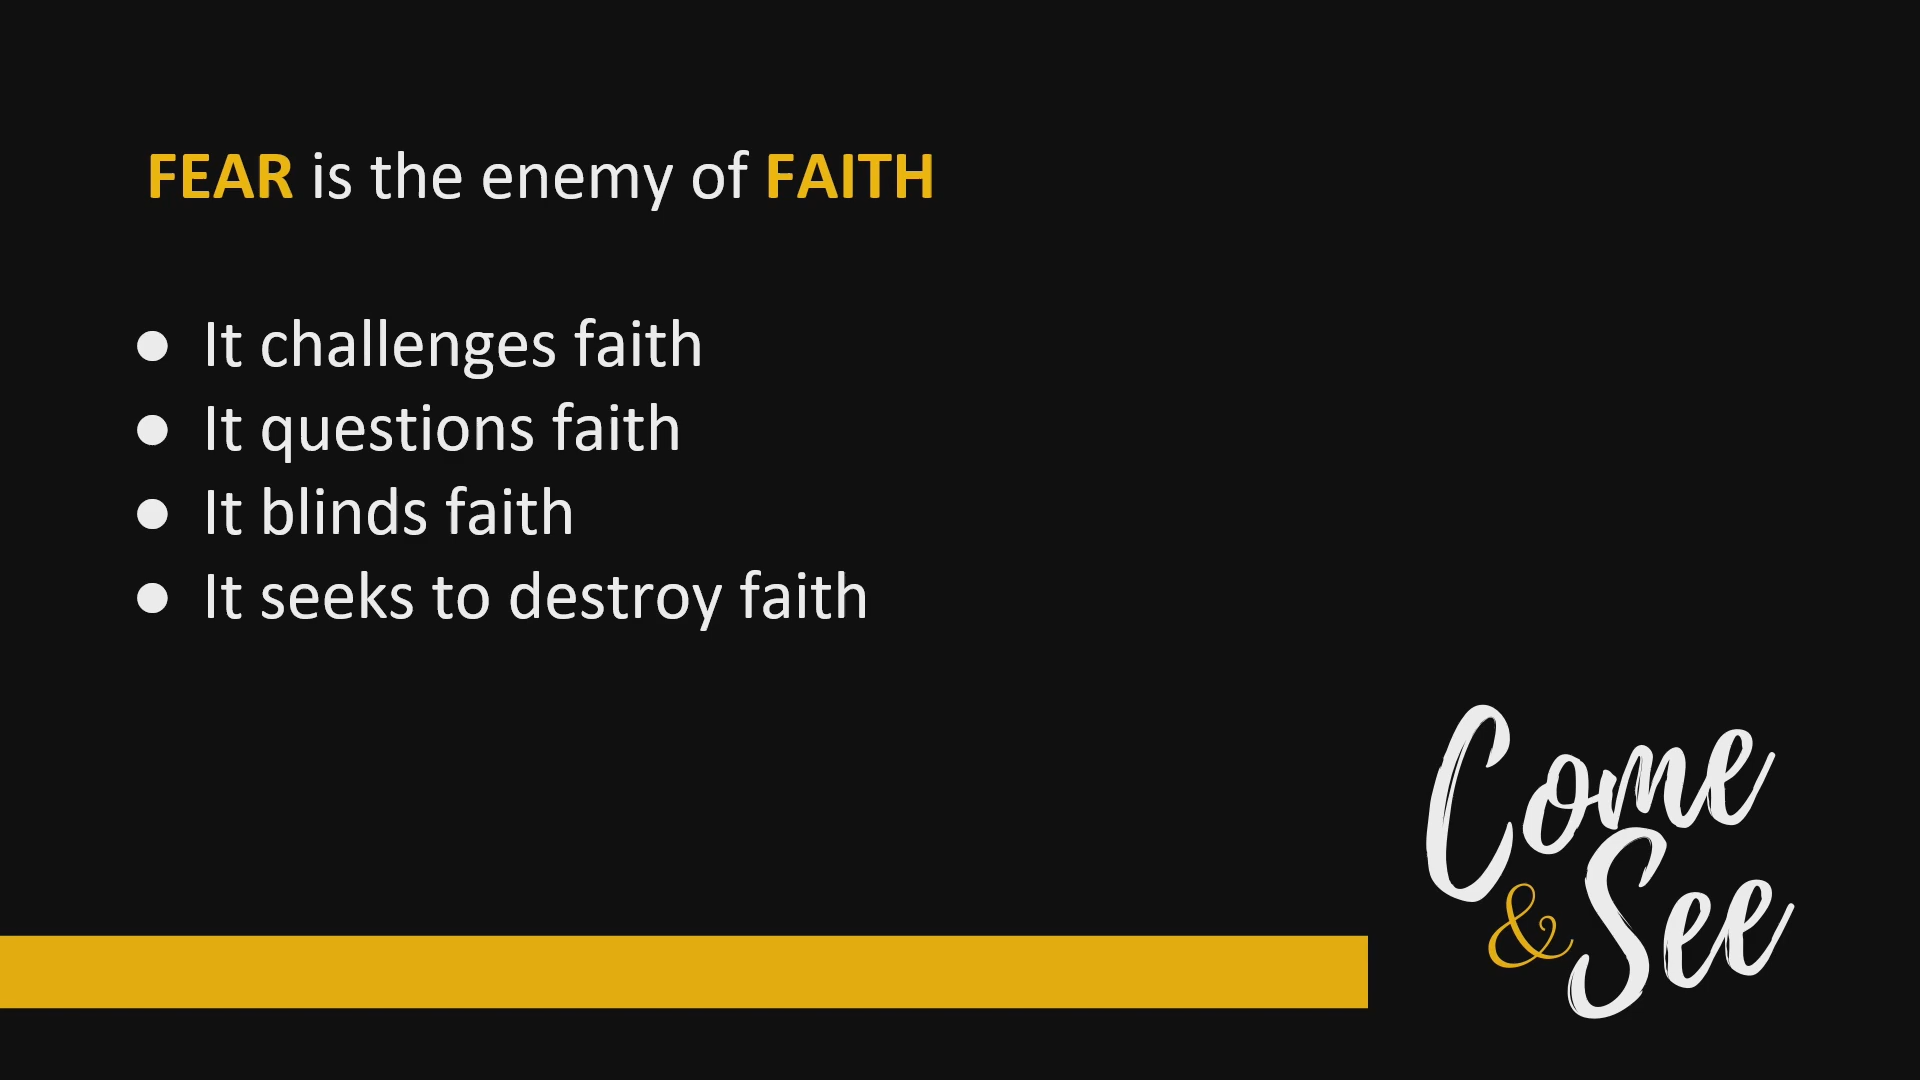 FEAR is the enemy of FAITH
● It challenges faith
● It questions faith
● It blinds faith
● It seeks to destroy faith
Come
& See